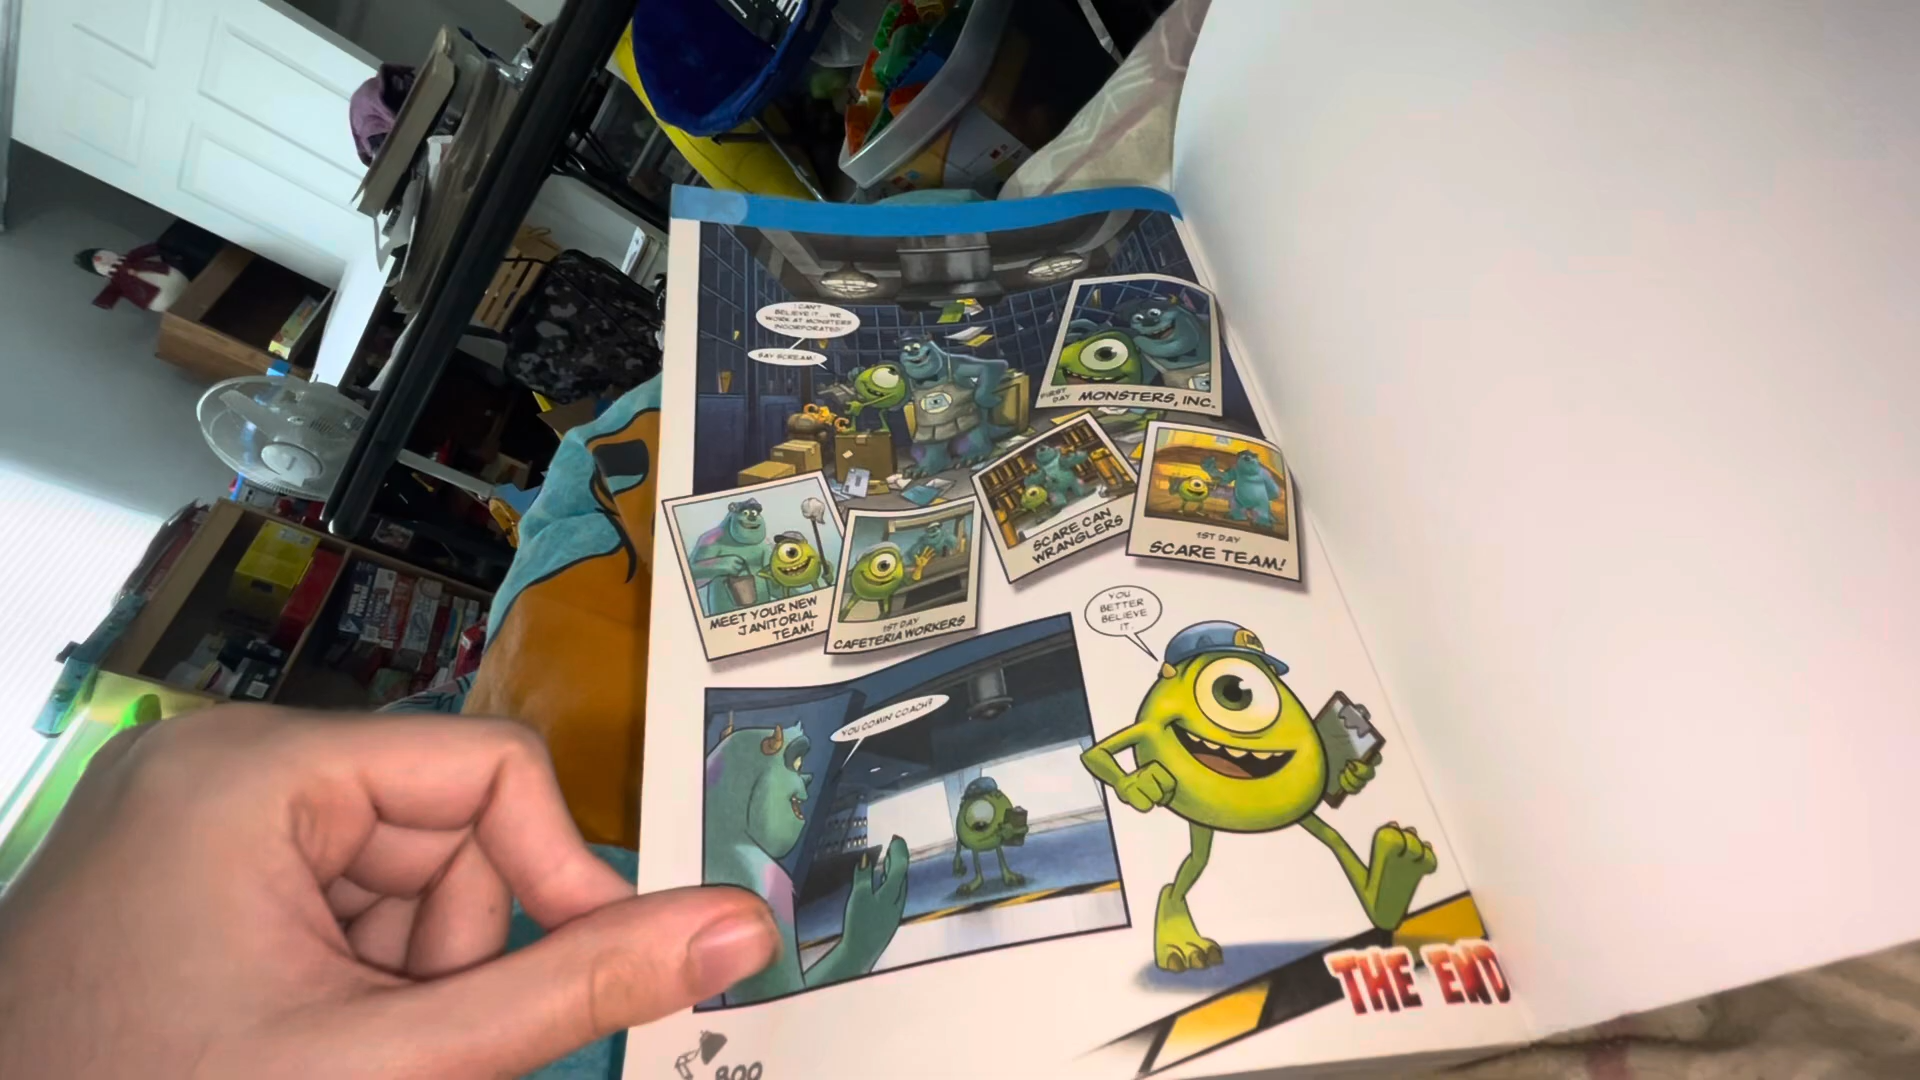 I CAN'T
BELIEVE IT... WE
WORK AT MONSTERS
INCORPORATED!
SAY SCREAM!
FIRST
DAY
MONSTERS, INC.
MEET YOUR NEW
JANITORIAL
TEAM!
1ST DAY
CAFETERIA WORKERS
SCARE CAN
WRANGLERS
1ST DAY
SCARE TEAM!
YOU
BETTER
BELIEVE
IT.
YOU COMIN' COACH?
THE END
800